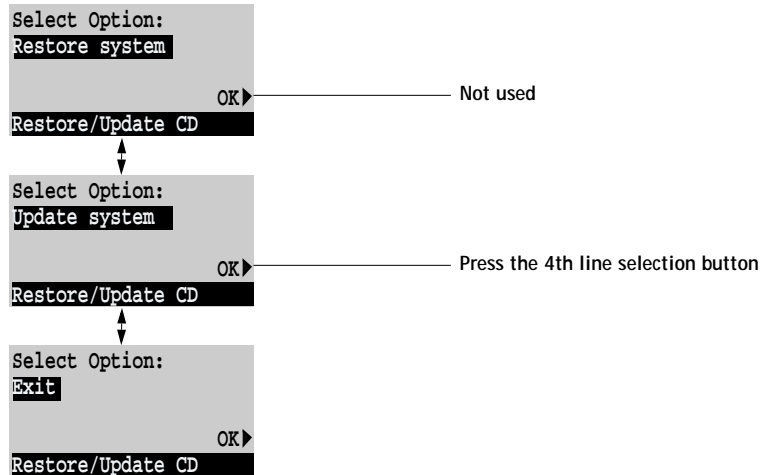 Select Option:
Restore system
OK
Not used
Restore/Update CD
Select Option:
Update system
OK
Press the 4th line selection button
Restore/Update CD
Select Option:
Exit
OK
Restore/Update CD